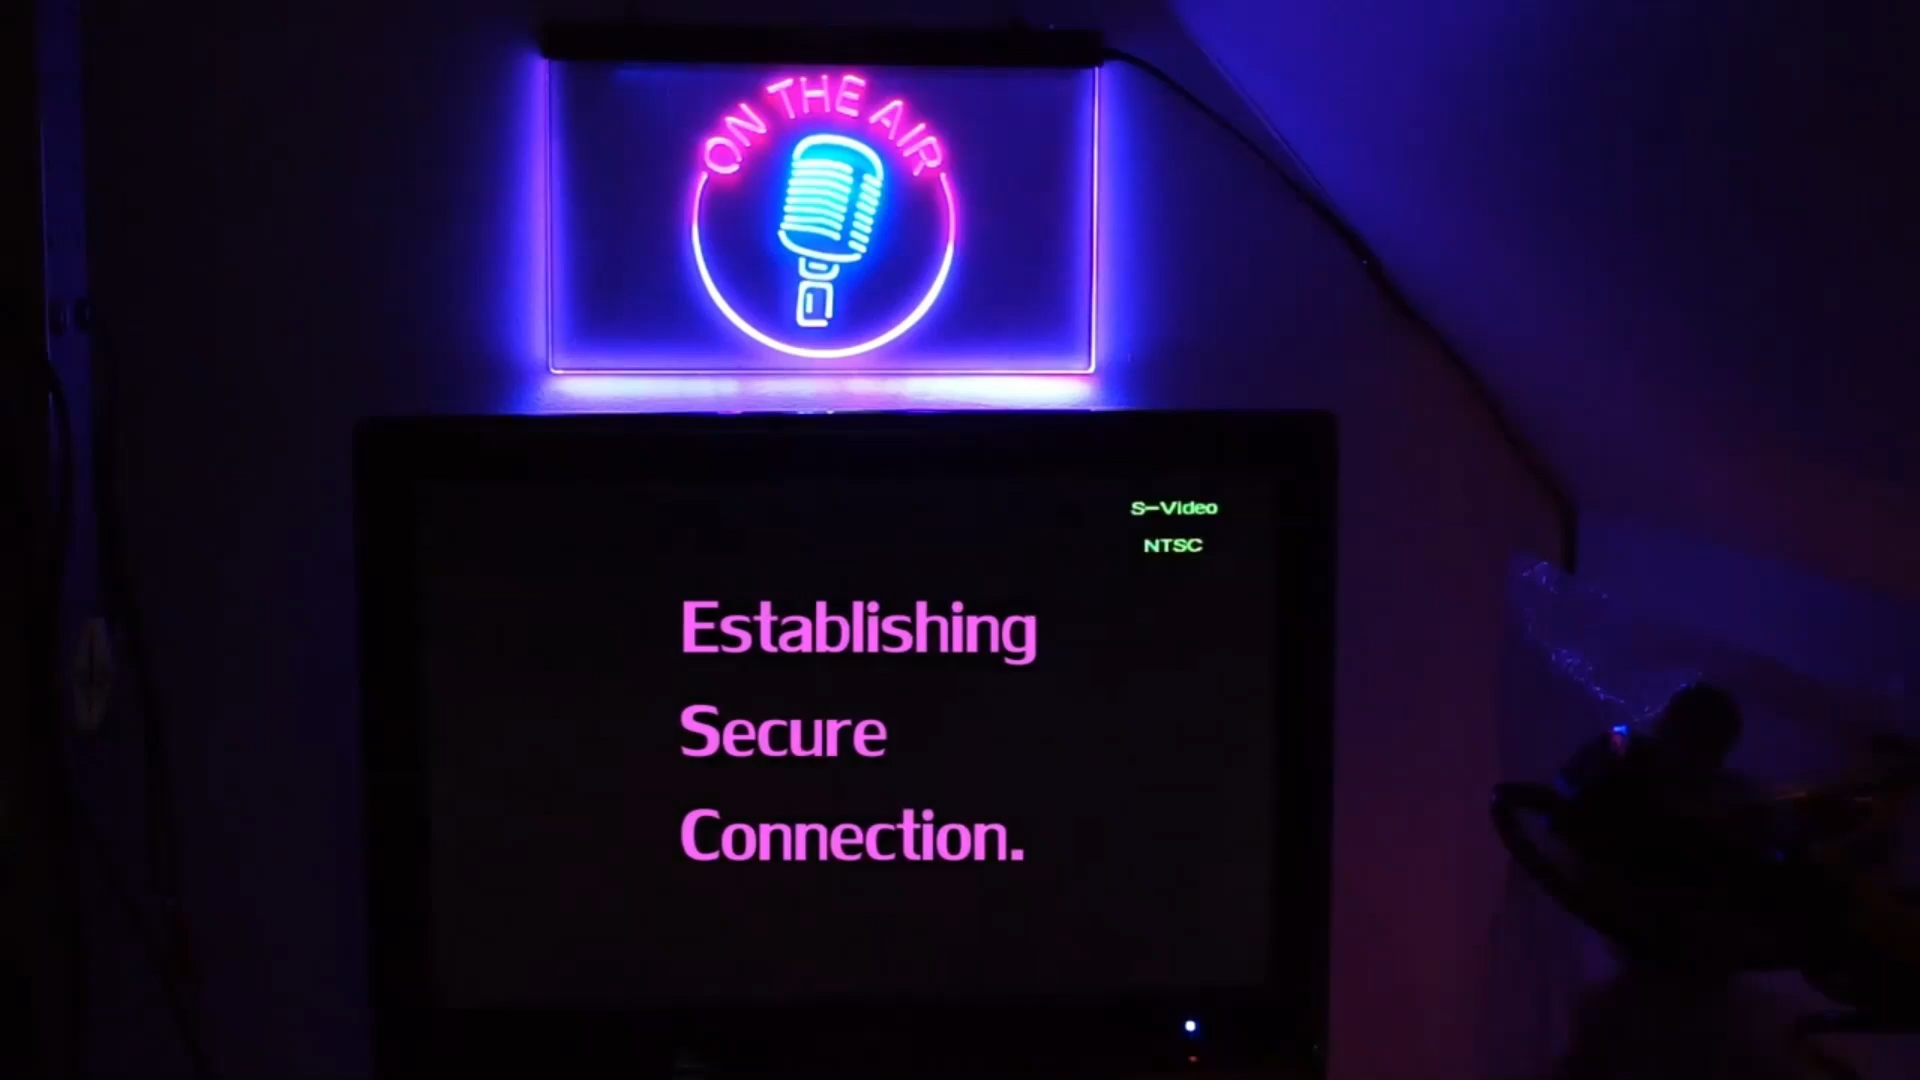 ON THE AIR
S-Video
NTSC
Establishing
Secure
Connection.